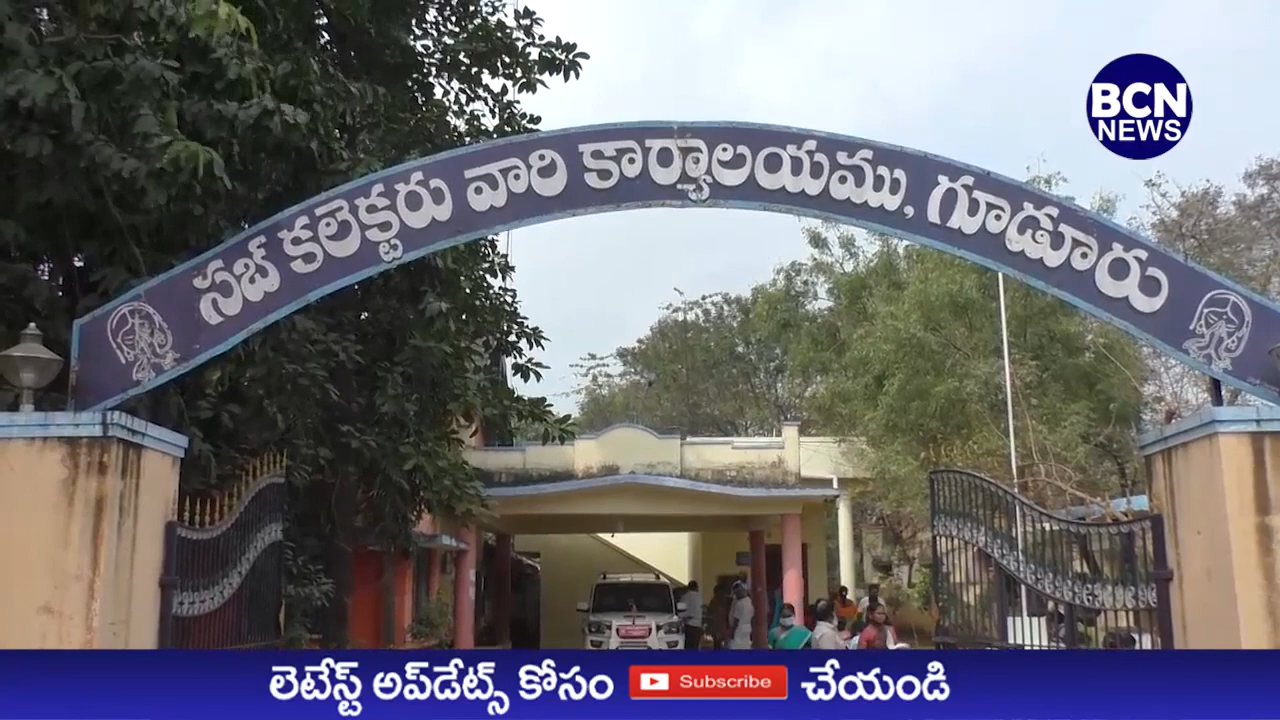 BCN
NEWS
సబ్ కలెక్టరు వారి కార్యాలయము, గూడూరు
లెటేస్ట్ అప్‌డేట్స్ కోసం Subscribe చేయండి